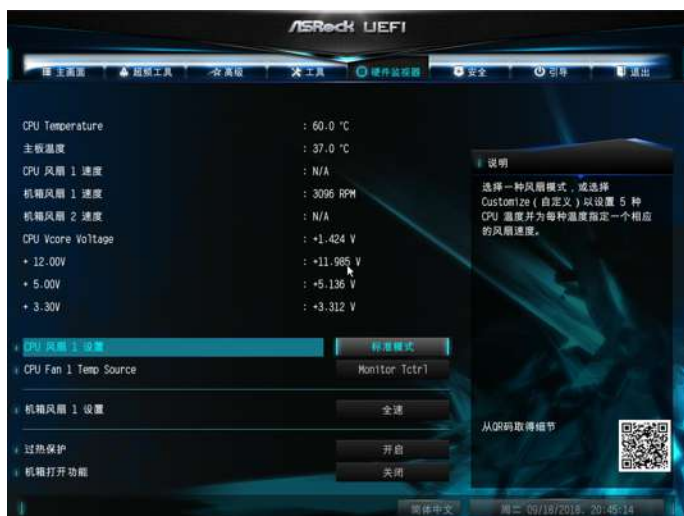 ASRock UEFI
主画面 超频工具 高级 工具 硬件监视器 安全 引导 退出
CPU Temperature : 60.0 °C
主板温度 : 37.0 °C
CPU 风扇 1 速度 : N/A
机箱风扇 1 速度 : 3096 RPM
机箱风扇 2 速度 : N/A
CPU Vcore Voltage : +1.424 V
+ 12.00V : +11.985 V
+ 5.00V : +5.136 V
+ 3.30V : +3.312 V
CPU 风扇 1 设置 标准模式
CPU Fan 1 Temp Source Monitor Tctrl
机箱风扇 1 设置 全速
过热保护 开启
机箱打开功能 关闭
说明
选择一种风扇模式，或选择
Customize（自定义）以设置 5 种
CPU 温度并为每种温度指定一个相应
的风扇速度。
从QR码取得细节
简体中文 周二 09/18/2018, 20:45:14